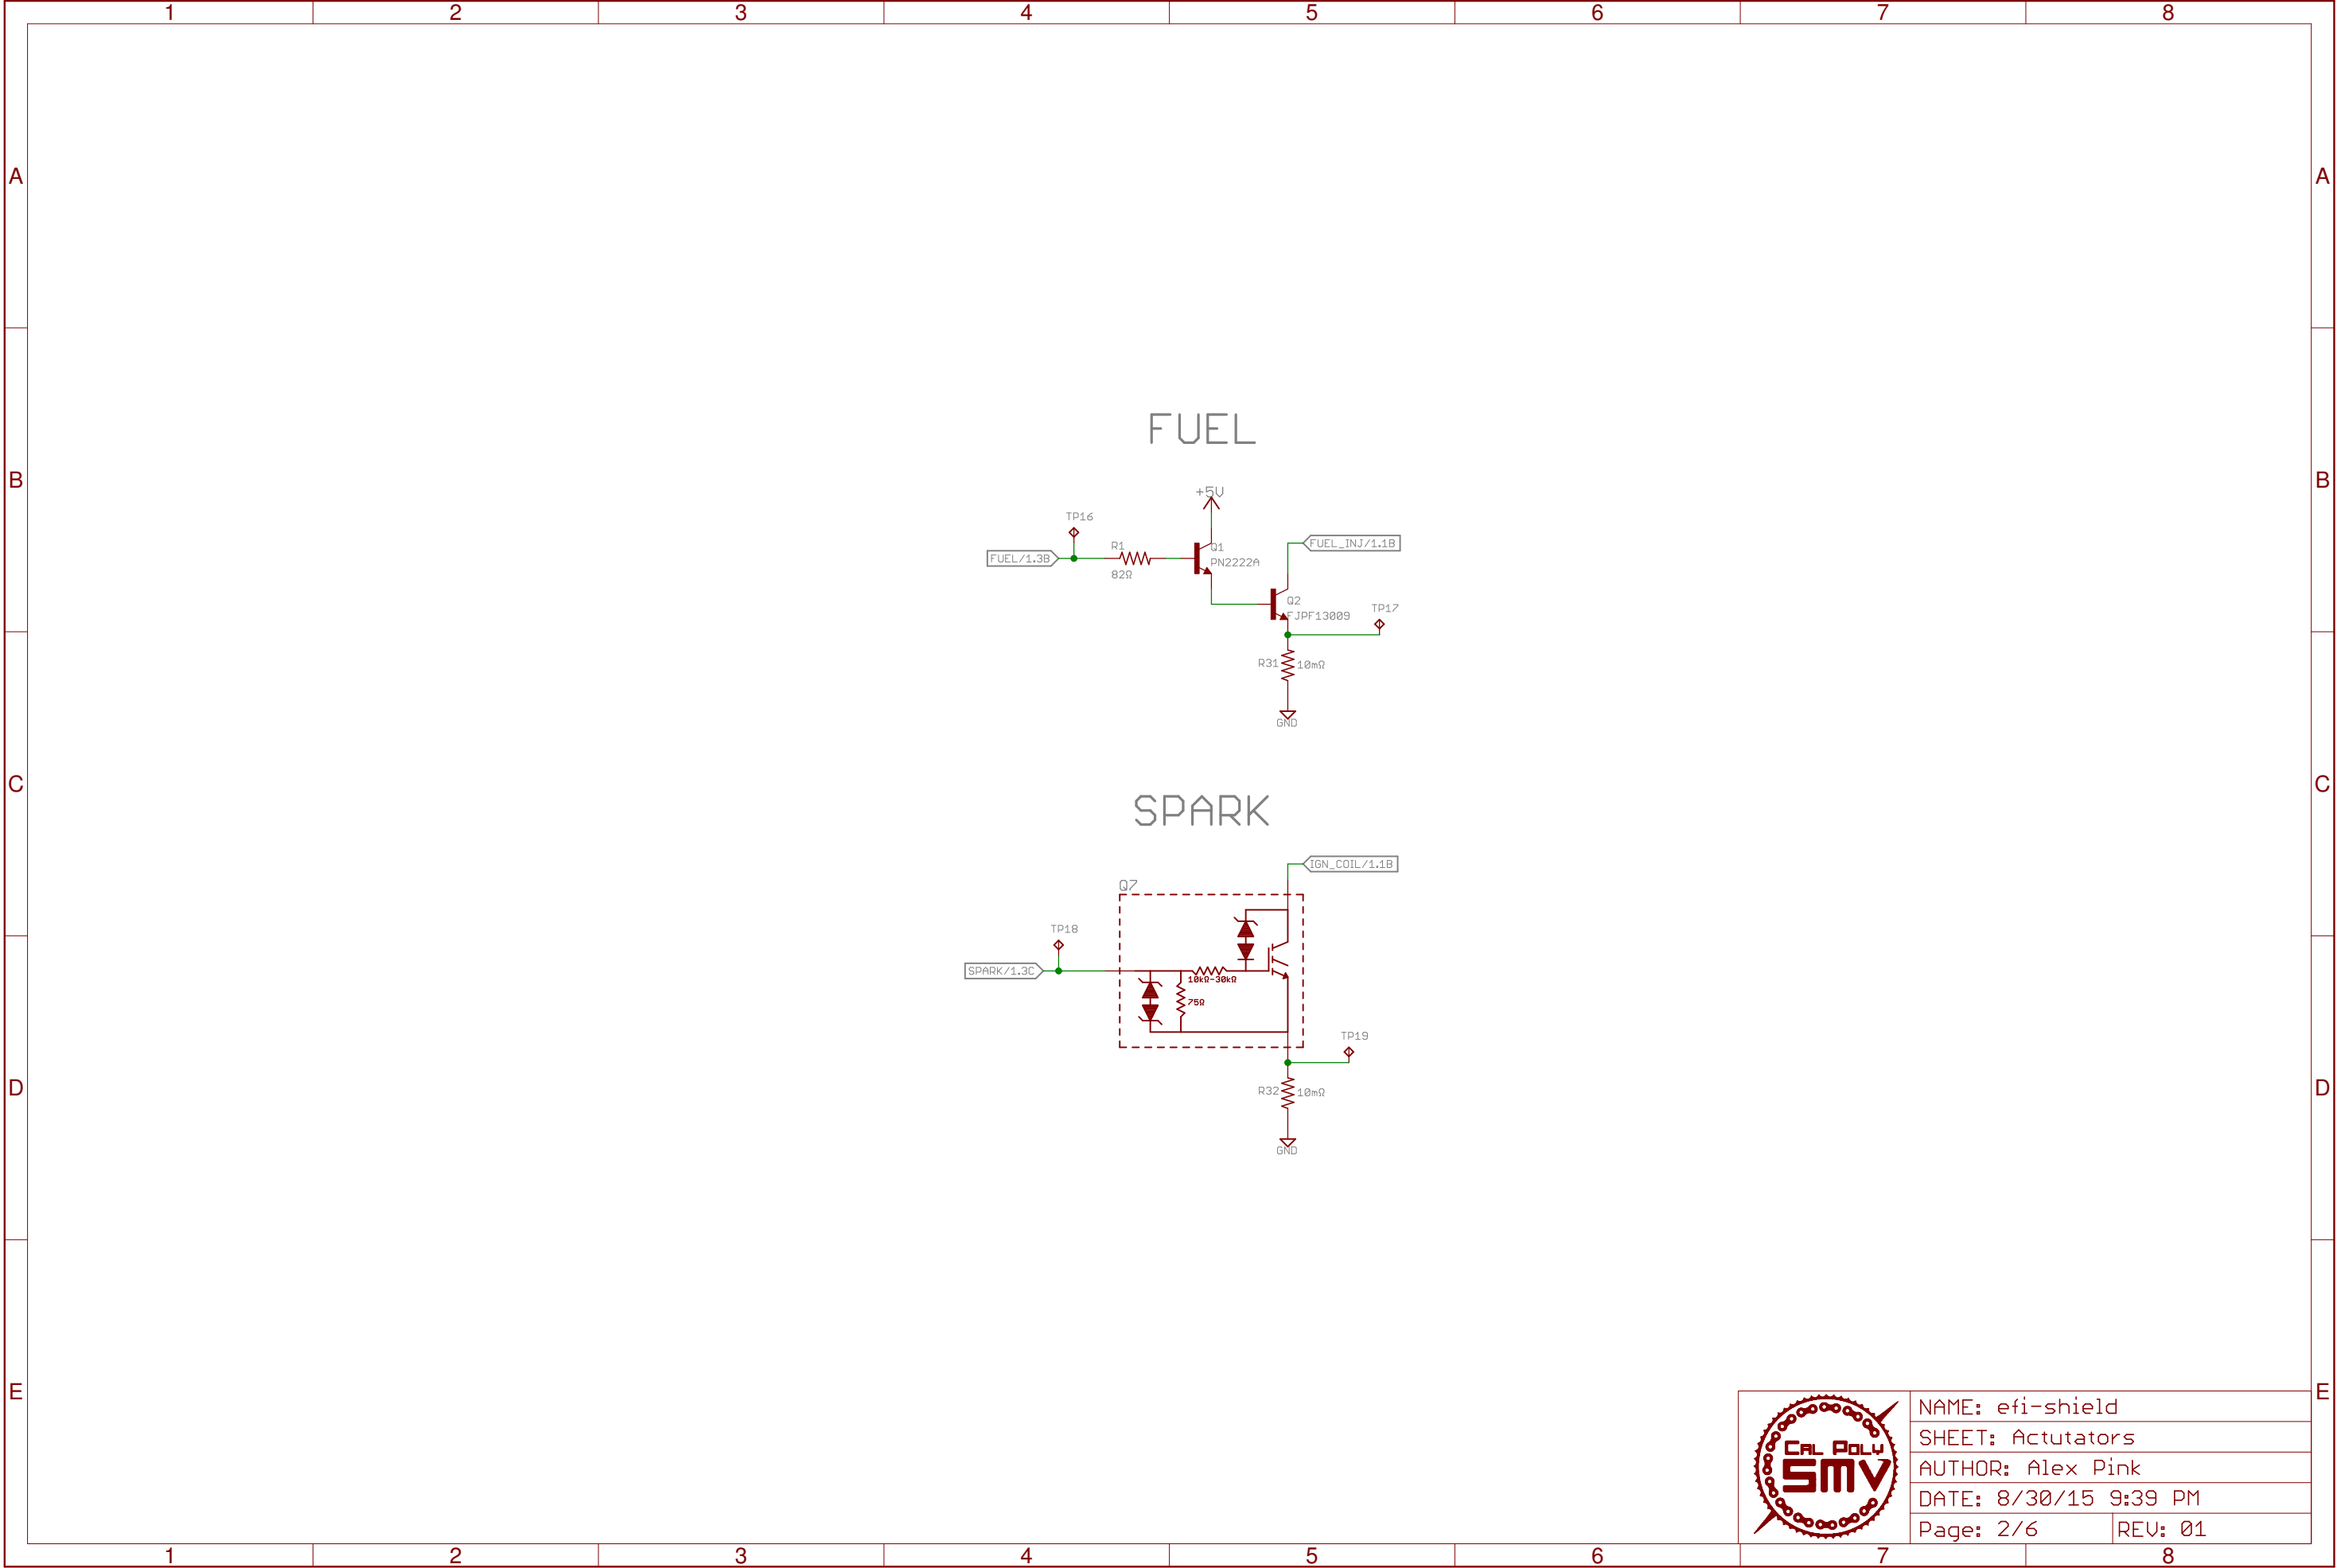 1 2 3 4 5 6 7 8
A A
FUEL
B B
+5V
TP16
R1
Q1
FUEL_INJ/1.1B
FUEL/1.3B
PN2222A
82Ω
Q2
TP17
FJPF13009
R31 10mΩ
GND
C C
SPARK
IGN_COIL/1.1B
Q7
TP18
SPARK/1.3C
10kΩ-30kΩ
75Ω
TP19
D D
R32 10mΩ
GND
E E
CAL POLY
SMV
NAME: efi-shield
SHEET: Actutators
AUTHOR: Alex Pink
DATE: 8/30/15 9:39 PM
Page: 2/6 REV: 01
1 2 3 4 5 6 7 8